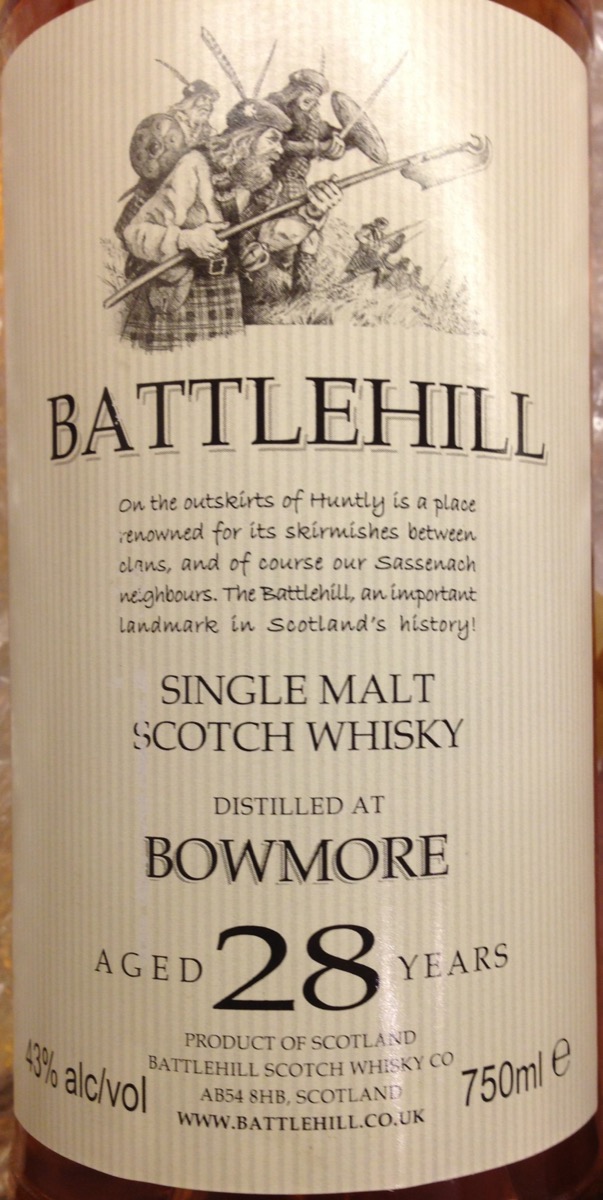 BATTLEHILL
On the outskirts of Huntly is a place
renowned for its skirmishes between
clans, and of course our Sassenach
neighbours. The Battlehill, an important
landmark in Scotland's history!
SINGLE MALT
SCOTCH WHISKY
DISTILLED AT
BOWMORE
AGED 28 YEARS
PRODUCT OF SCOTLAND
BATTLEHILL SCOTCH WHISKY CO
AB54 8HB, SCOTLAND
WWW.BATTLEHILL.CO.UK
43% alc/vol
750ml e